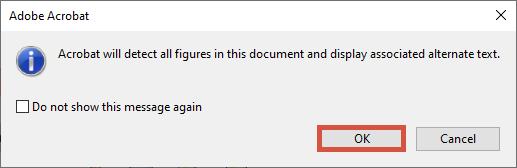 Adobe Acrobat
Acrobat will detect all figures in this document and display associated alternate text.
Do not show this message again
OK
Cancel